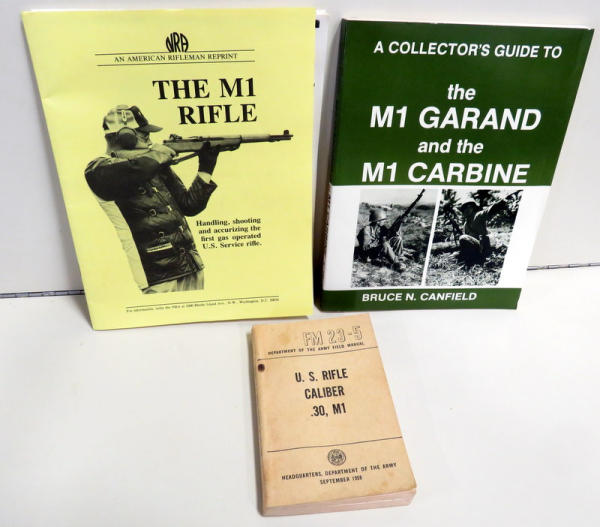 NRA
AN AMERICAN RIFLEMAN REPRINT
THE M1
RIFLE
Handling, shooting
and accurizing the
first gas operated
U.S. Service rifle.
A COLLECTOR'S GUIDE TO
the
M1 GARAND
and the
M1 CARBINE
BRUCE N. CANFIELD
FM 23-5
DEPARTMENT OF THE ARMY FIELD MANUAL
U. S. RIFLE
CALIBER
.30, M1
HEADQUARTERS, DEPARTMENT OF THE ARMY
SEPTEMBER